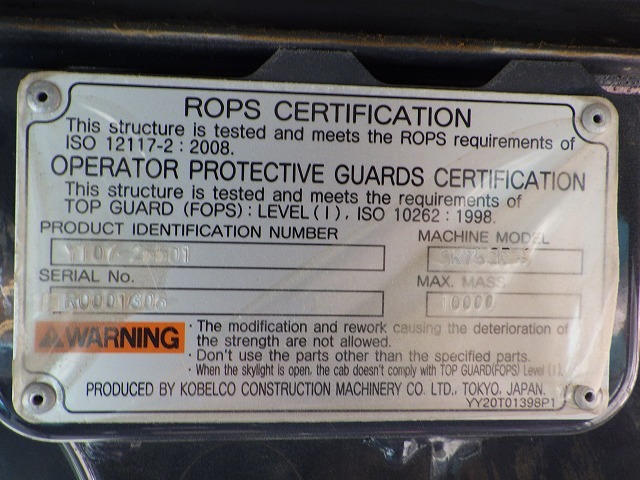 ROPS CERTIFICATION
This structure is tested and meets the ROPS requirements of
ISO 12117-2 : 2008.
OPERATOR PROTECTIVE GUARDS CERTIFICATION
This structure is tested and meets the requirements of
TOP GUARD (FOPS) : LEVEL ( I ) , ISO 10262 : 1998.
PRODUCT IDENTIFICATION NUMBER
MACHINE MODEL
SERIAL No.
MAX. MASS
10000
WARNING
· The modification and rework causing the deterioration of
the strength are not allowed.
· Don't use the parts other than the specified parts.
· When the skylight is open, the cab doesn't comply with TOP GUARD(FOPS) Level ( I ).
PRODUCED BY KOBELCO CONSTRUCTION MACHINERY CO. LTD., TOKYO, JAPAN.
YY20T01398P1